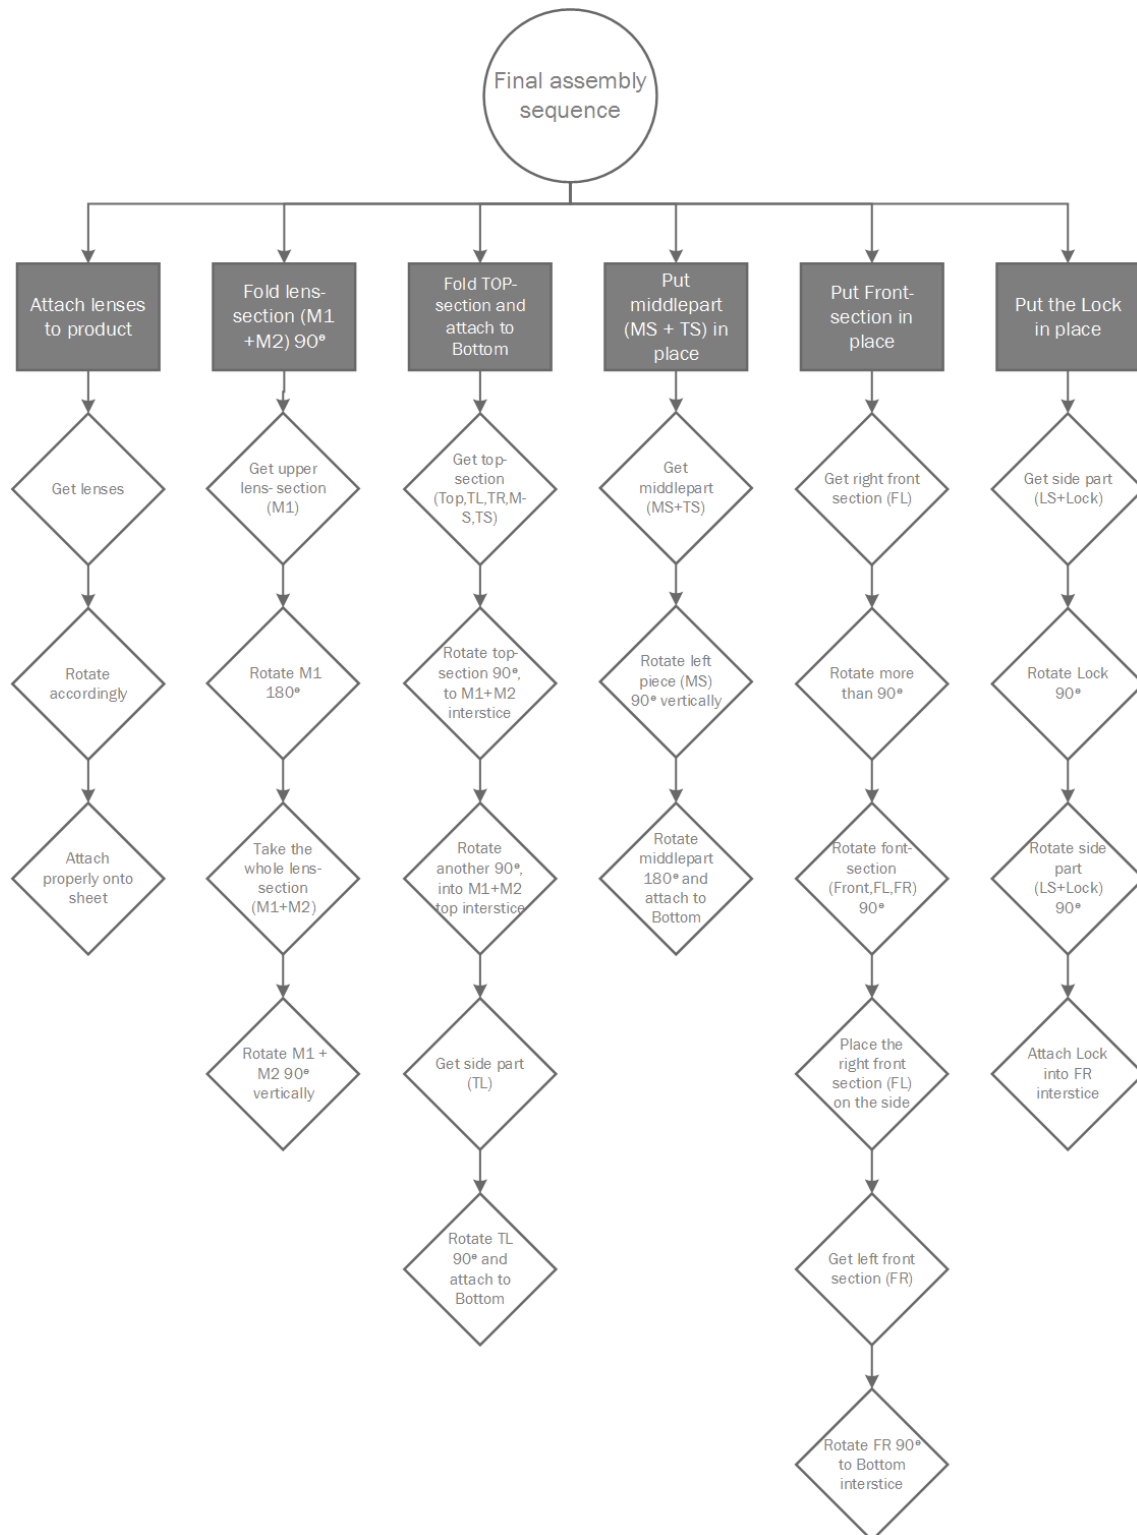 Final assembly
sequence
Attach lenses
to product
Fold lens-
section (M1
+M2) 90°
Fold TOP-
section and
attach to
Bottom
Put
middlepart
(MS + TS) in
place
Put Front-
section in
place
Put the Lock
in place
Get lenses
Get upper
lens- section
(M1)
Get top-
section
(Top,TL,TR,M-
S,TS)
Get
middlepart
(MS+TS)
Get right front
section (FL)
Get side part
(LS+Lock)
Rotate
accordingly
Rotate M1
180°
Rotate top-
section 90°,
to M1+M2
interstice
Rotate left
piece (MS)
90° vertically
Rotate more
than 90°
Rotate Lock
90°
Attach
properly onto
sheet
Take the
whole lens-
section
(M1+M2)
Rotate
another 90°,
into M1+M2
top interstice
Rotate
middlepart
180° and
attach to
Bottom
Rotate font-
section
(Front,FL,FR)
90°
Rotate side
part
(LS+Lock)
90°
Rotate M1 +
M2 90°
vertically
Get side part
(TL)
Place the
right front
section (FL)
on the side
Attach Lock
into FR
interstice
Rotate TL
90° and
attach to
Bottom
Get left front
section (FR)
Rotate FR 90°
to Bottom
interstice